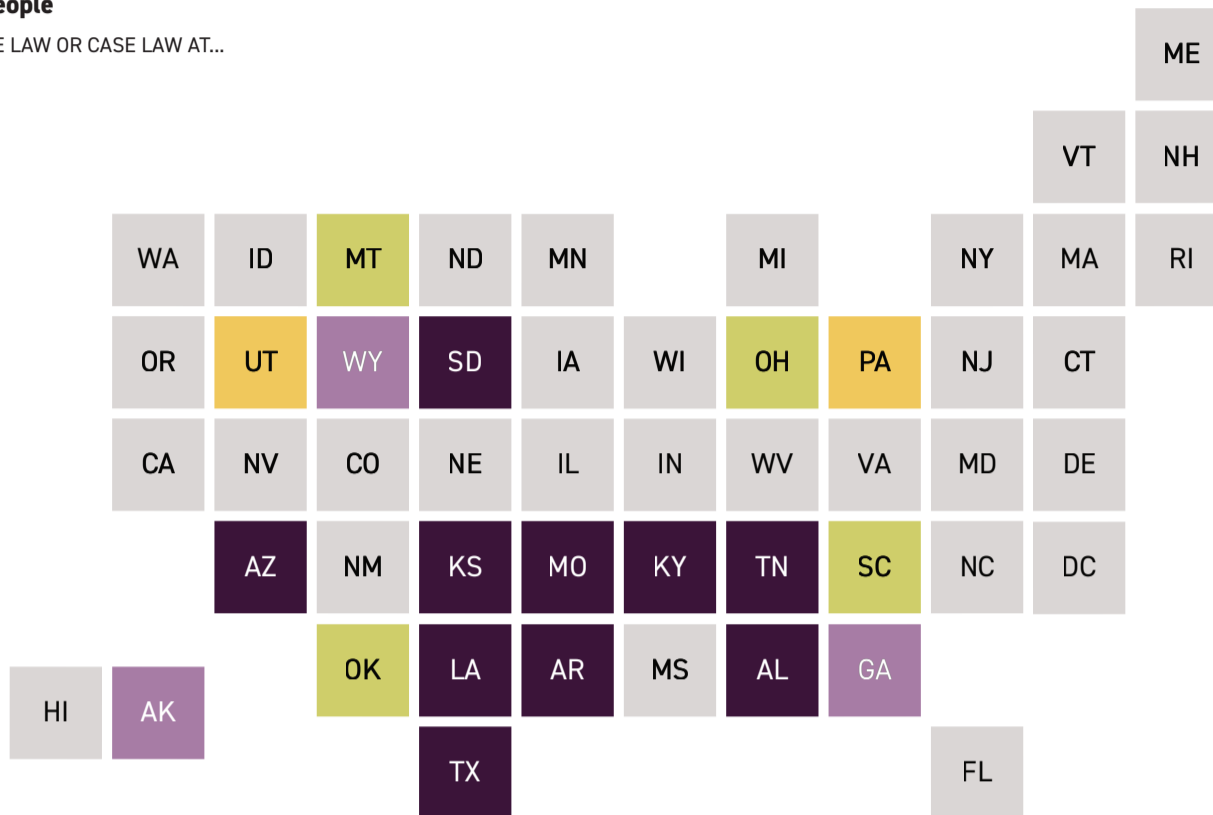 eople
E LAW OR CASE LAW AT...
ME
VT NH
WA ID MT ND MN MI NY MA RI
OR UT WY SD IA WI OH PA NJ CT
CA NV CO NE IL IN WV VA MD DE
AZ NM KS MO KY TN SC NC DC
OK LA AR MS AL GA
HI AK
TX FL